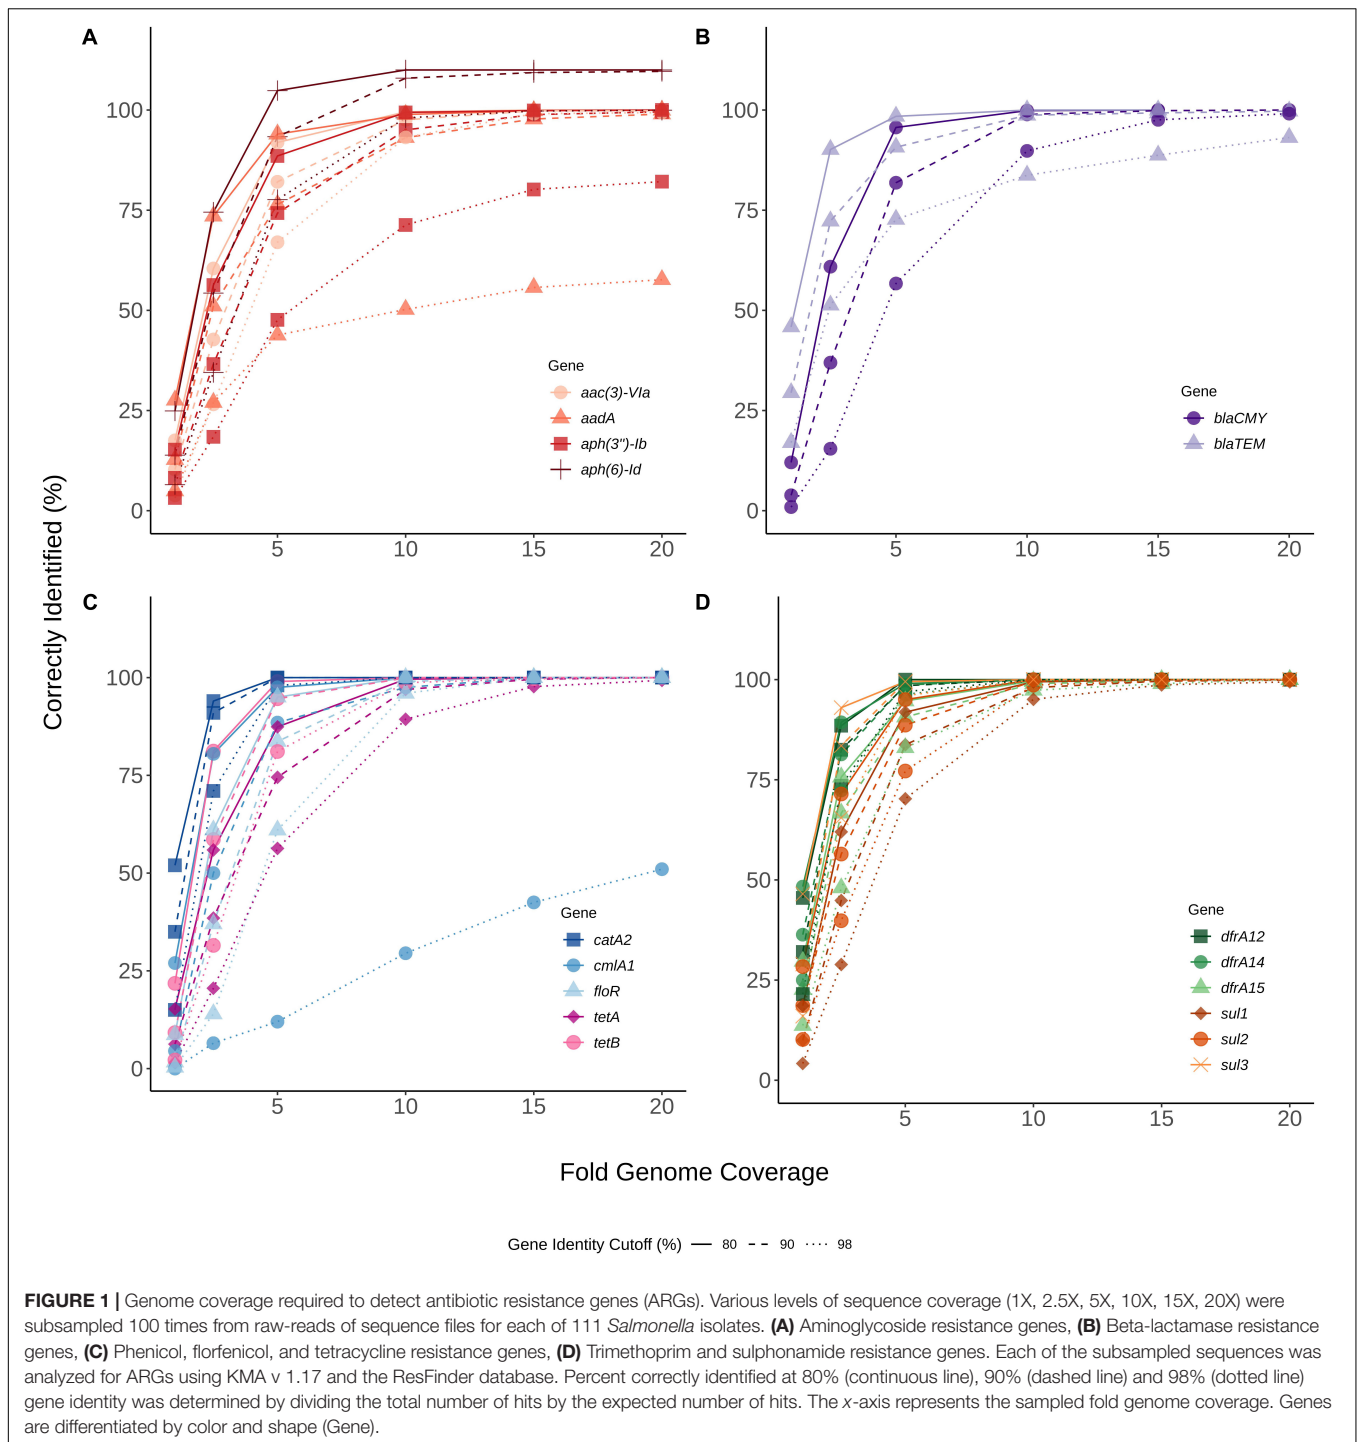 A
100
75
50
25
0
5 10 15 20
Gene
aac(3)-VIa
aadA
aph(3'')-Ib
aph(6)-Id
B
100
75
50
25
0
5 10 15 20
Gene
blaCMY
blaTEM
Correctly Identified (%)
C
100
75
50
25
0
5 10 15 20
Gene
catA2
cmlA1
floR
tetA
tetB
D
100
75
50
25
0
5 10 15 20
Gene
dfrA12
dfrA14
dfrA15
sul1
sul2
sul3
Fold Genome Coverage
Gene Identity Cutoff (%) 80 90 98
FIGURE 1 | Genome coverage required to detect antibiotic resistance genes (ARGs). Various levels of sequence coverage (1X, 2.5X, 5X, 10X, 15X, 20X) were
subsampled 100 times from raw-reads of sequence files for each of 111 Salmonella isolates. (A) Aminoglycoside resistance genes, (B) Beta-lactamase resistance
genes, (C) Phenicol, florfenicol, and tetracycline resistance genes, (D) Trimethoprim and sulphonamide resistance genes. Each of the subsampled sequences was
analyzed for ARGs using KMA v 1.17 and the ResFinder database. Percent correctly identified at 80% (continuous line), 90% (dashed line) and 98% (dotted line)
gene identity was determined by dividing the total number of hits by the expected number of hits. The x-axis represents the sampled fold genome coverage. Genes
are differentiated by color and shape (Gene).